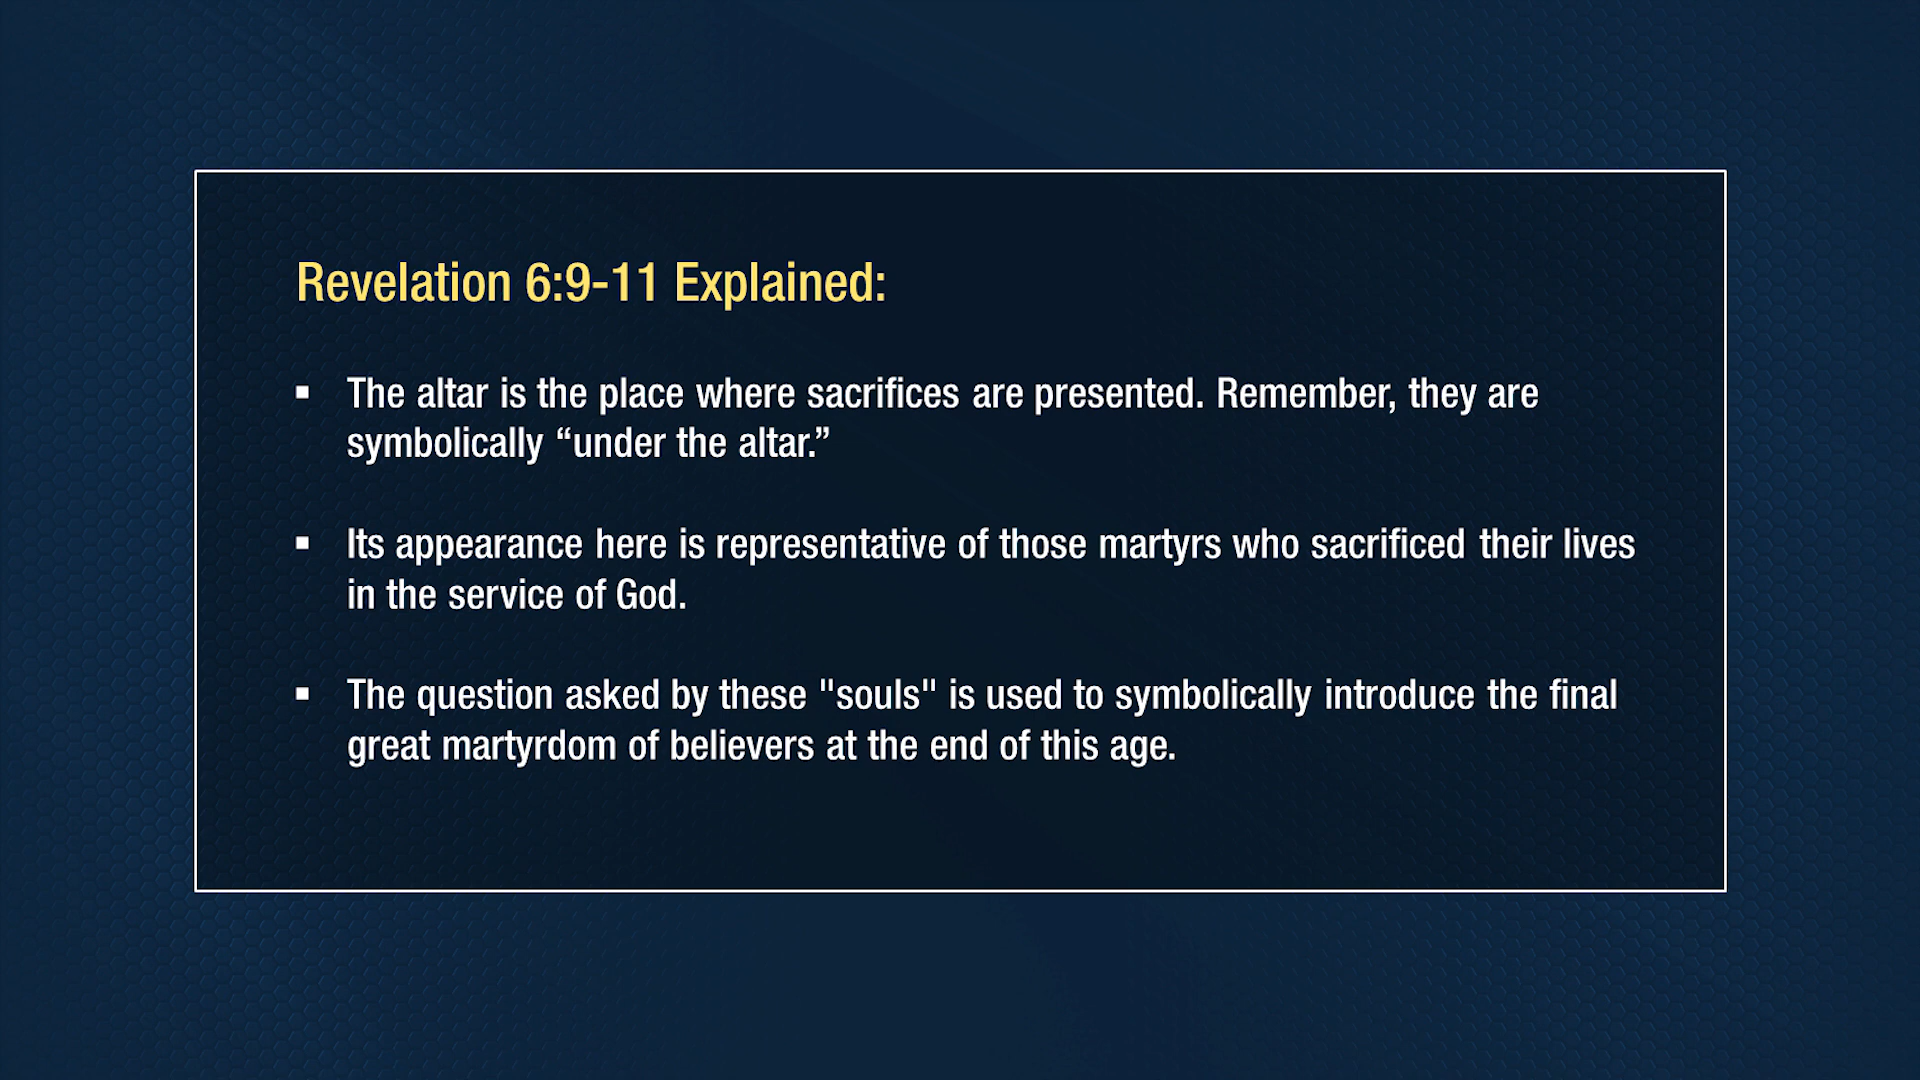 Revelation 6:9-11 Explained:
▪ The altar is the place where sacrifices are presented. Remember, they are
symbolically “under the altar.”
▪ Its appearance here is representative of those martyrs who sacrificed their lives
in the service of God.
▪ The question asked by these "souls" is used to symbolically introduce the final
great martyrdom of believers at the end of this age.